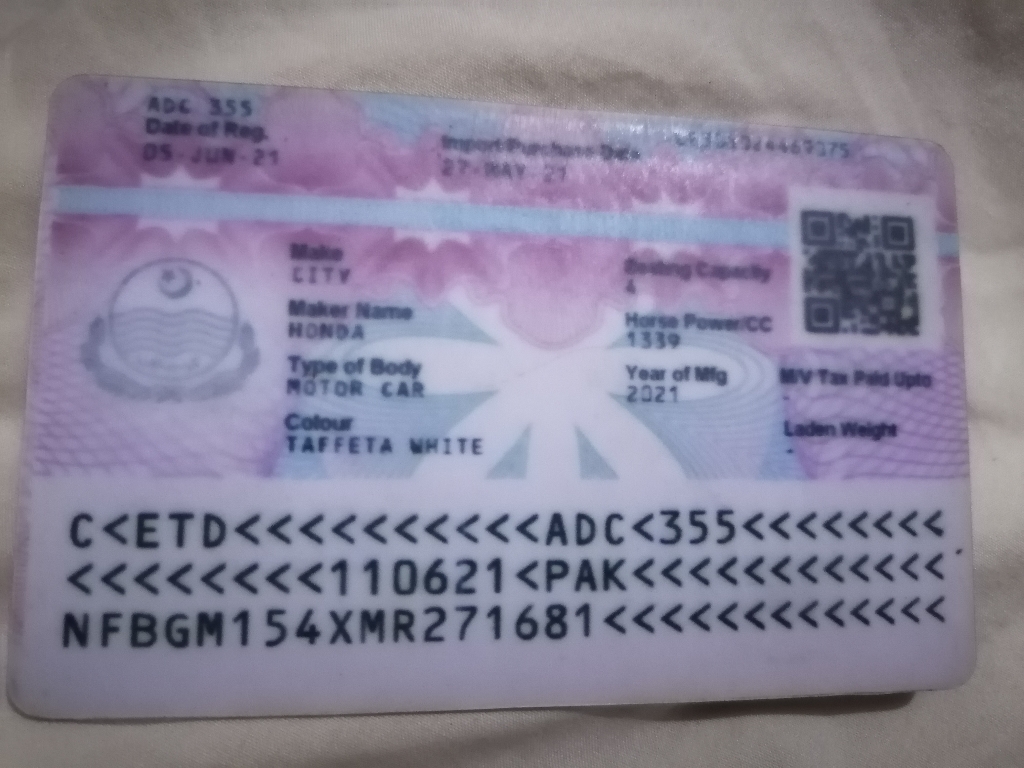 ADC 355
Date of Reg.
05-JUN-21
Import/Purchase Date
27-MAY 21
Make
CITY
Seating Capacity
4
Maker Name
HONDA
Horse Power/CC
1339
Type of Body
MOTOR CAR
Year of Mfg
2021
M/V Tax Paid Upto
-
Colour
TAFFETA WHITE
Laden Weight
-
C<ETD<<<<<<<<<<ADC<355<<<<<<<<
<<<<<<<<110621<PAK<<<<<<<<<<<<
NFBGM154XMR271681<<<<<<<<<<<<<